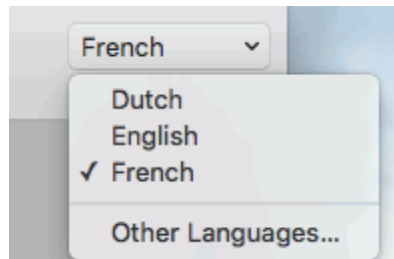 French
Dutch
English
✓ French
Other Languages...